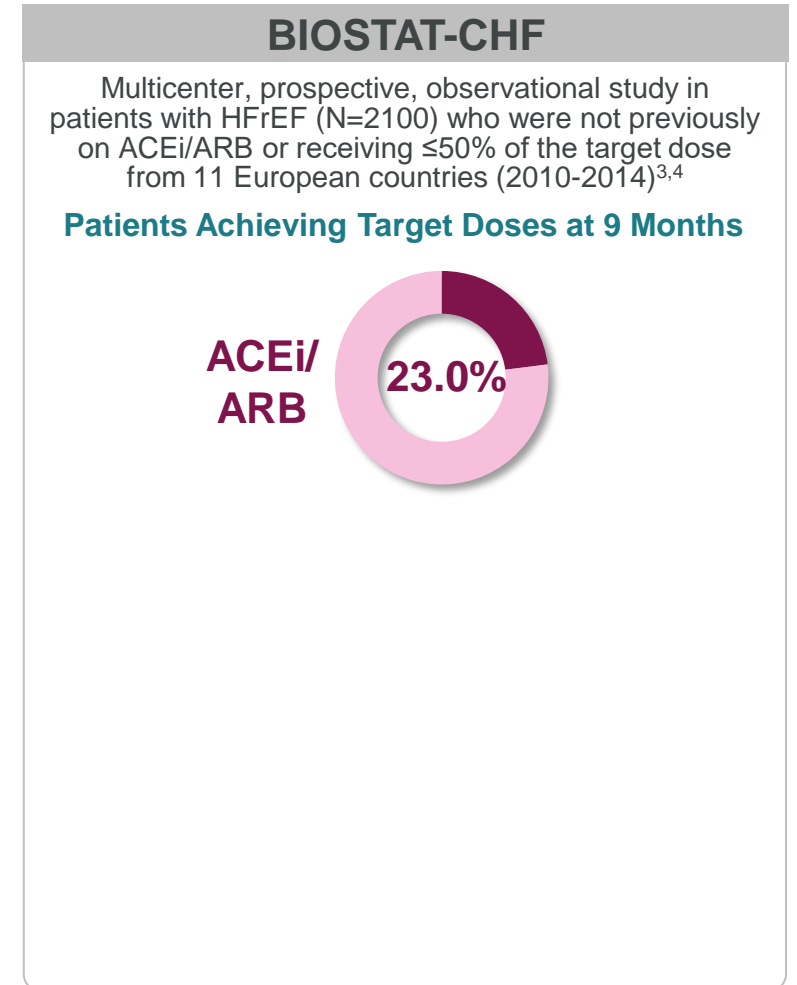 BIOSTAT-CHF
Multicenter, prospective, observational study in
patients with HFrEF (N=2100) who were not previously
on ACEi/ARB or receiving ≤50% of the target dose
from 11 European countries (2010-2014)3,4
Patients Achieving Target Doses at 9 Months
ACEi/
ARB
23.0%